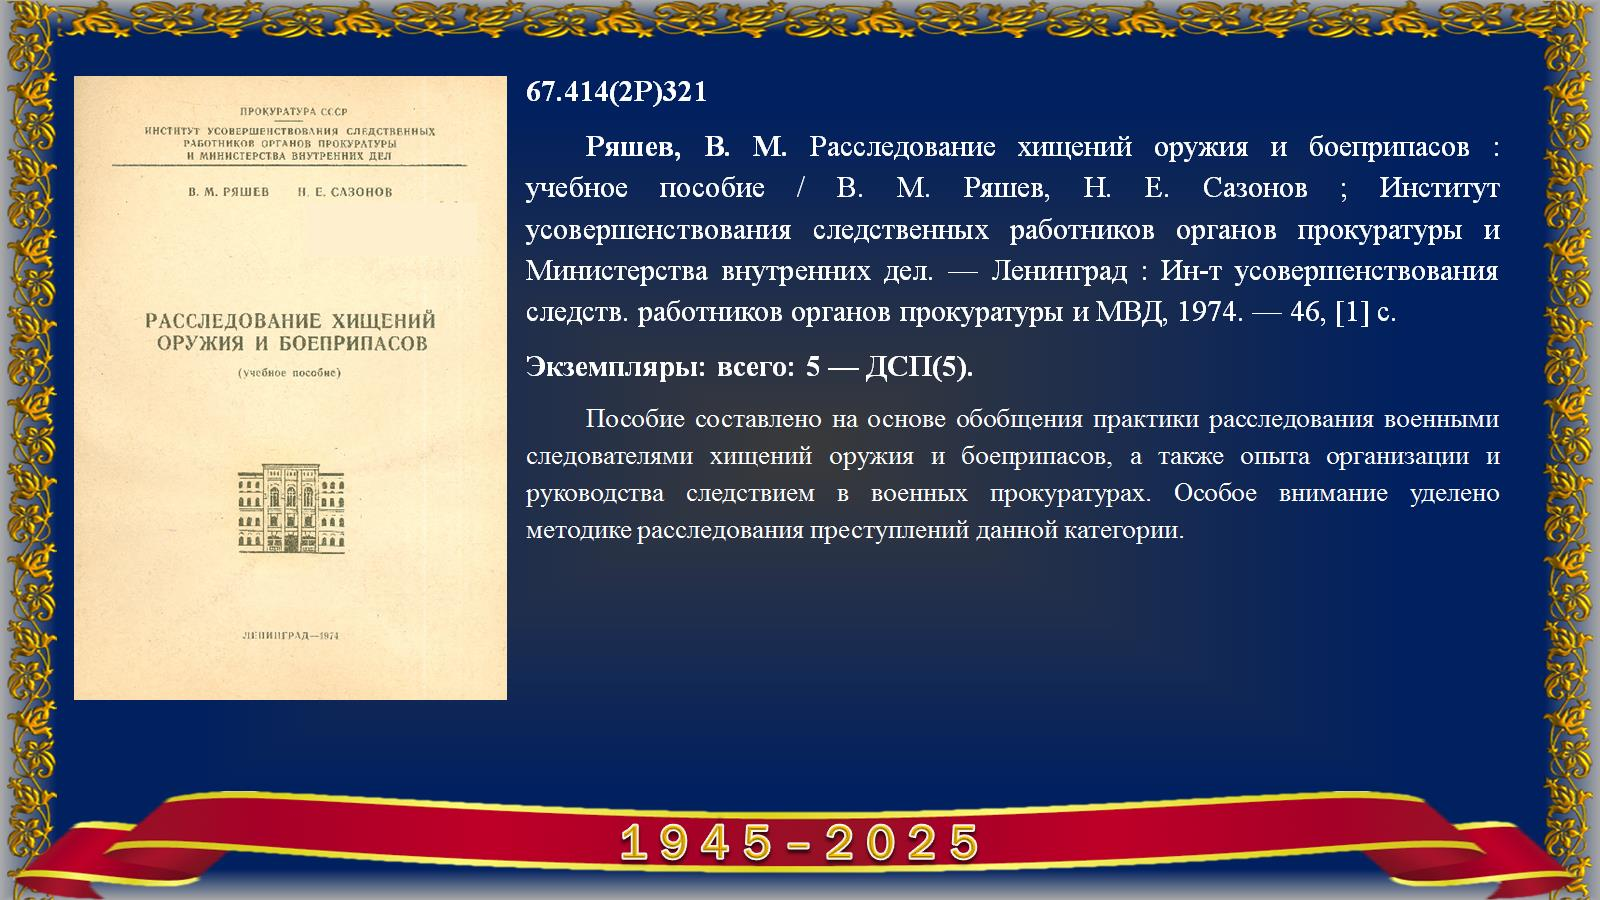 ПРОКУРАТУРА СССР
ИНСТИТУТ УСОВЕРШЕНСТВОВАНИЯ СЛЕДСТВЕННЫХ
РАБОТНИКОВ ОРГАНОВ ПРОКУРАТУРЫ
И МИНИСТЕРСТВА ВНУТРЕННИХ ДЕЛ
В. М. РЯШЕВ Н. Е. САЗОНОВ
РАССЛЕДОВАНИЕ ХИЩЕНИЙ
ОРУЖИЯ И БОЕПРИПАСОВ
(учебное пособие)
ЛЕНИНГРАД—1974
67.414(2Р)321
Ряшев, В. М. Расследование хищений оружия и боеприпасов :
учебное пособие / В. М. Ряшев, Н. Е. Сазонов ; Институт
усовершенствования следственных работников органов прокуратуры и
Министерства внутренних дел. — Ленинград : Ин-т усовершенствования
следств. работников органов прокуратуры и МВД, 1974. — 46, [1] с.
Экземпляры: всего: 5 — ДСП(5).
Пособие составлено на основе обобщения практики расследования военными
следователями хищений оружия и боеприпасов, а также опыта организации и
руководства следствием в военных прокуратурах. Особое внимание уделено
методике расследования преступлений данной категории.
1945–2025